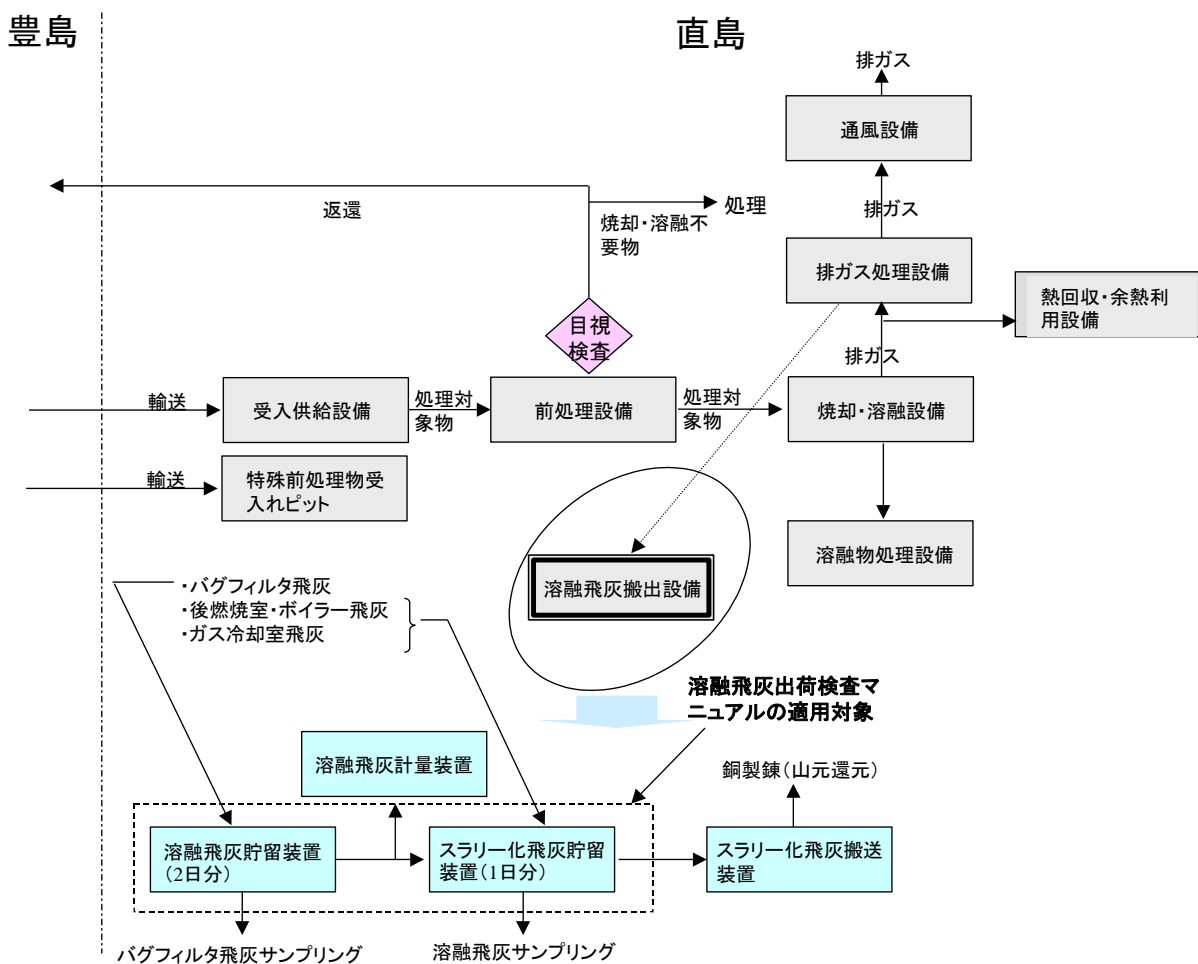 豊島
直島
排ガス
通風設備
返還
処理
焼却・溶融不
要物
排ガス
排ガス処理設備
熱回収・余熱利
用設備
目視
検査
排ガス
輸送
受入供給設備
処理対
象物
前処理設備
処理対
象物
焼却・溶融設備
輸送
特殊前処理物受
入れピット
溶融物処理設備
溶融飛灰搬出設備
・バグフィルタ飛灰
・後燃焼室・ボイラー飛灰
・ガス冷却室飛灰
溶融飛灰出荷検査マ
ニュアルの適用対象
溶融飛灰計量装置
銅製錬(山元還元)
溶融飛灰貯留装置
(2日分)
スラリー化飛灰貯留
装置(1日分)
スラリー化飛灰搬送
装置
バグフィルタ飛灰サンプリング
溶融飛灰サンプリング